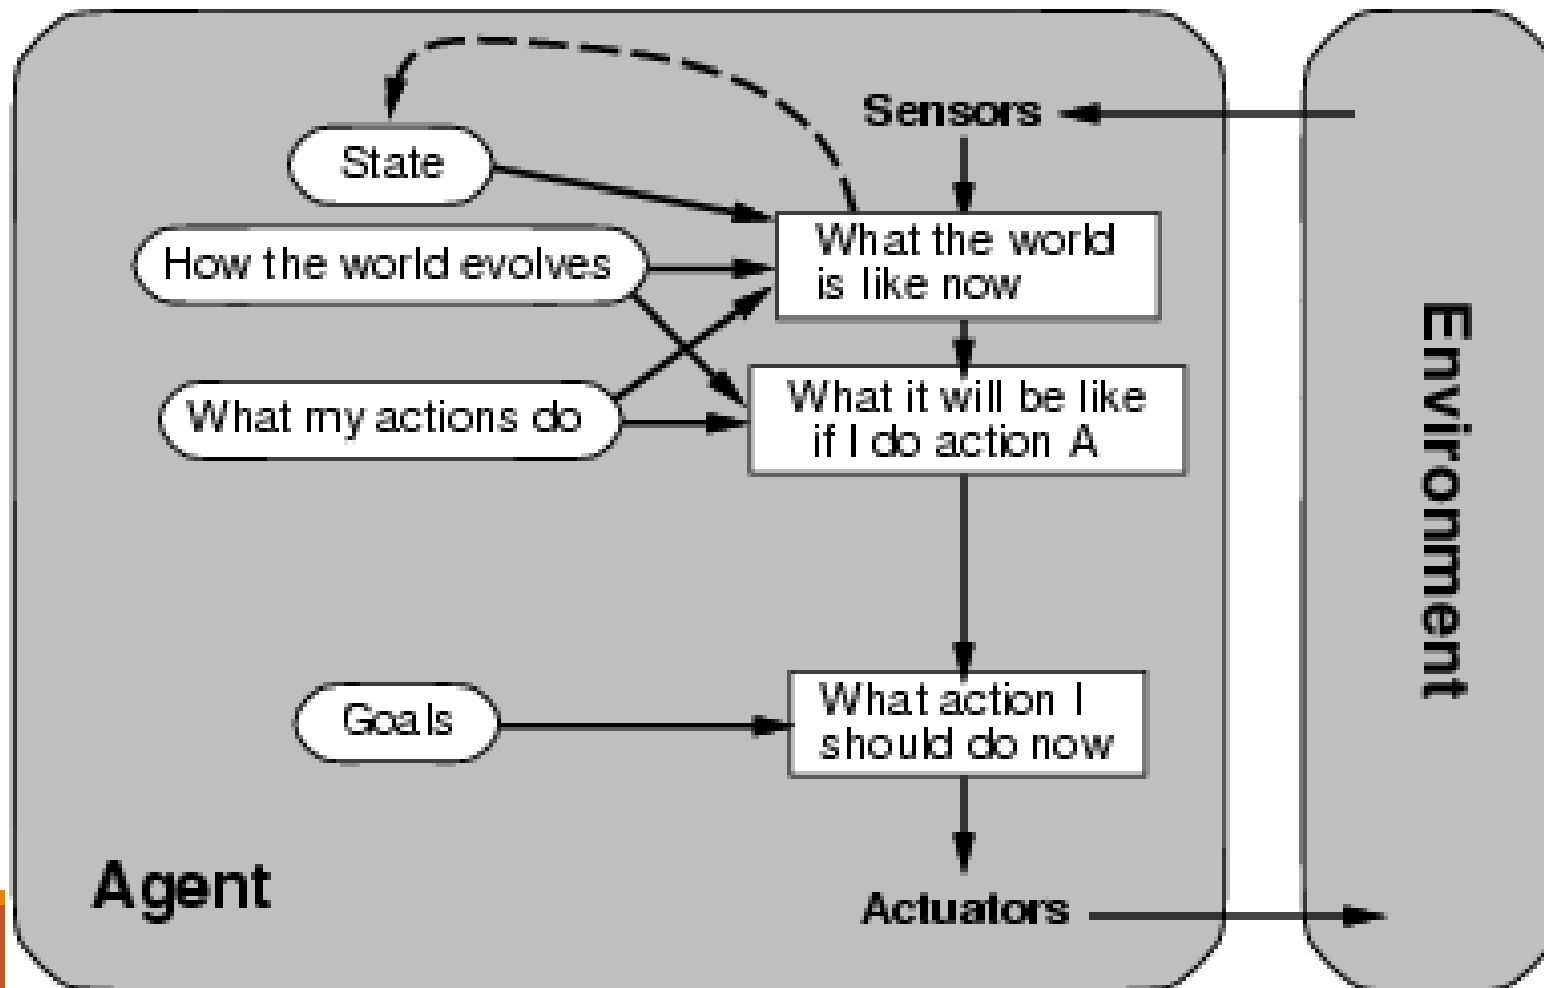 Sensors
State
What the world
is like now
How the world evolves
What my actions do
What it will be like
if I do action A
Goals
What action I
should do now
Agent
Actuators
Environment